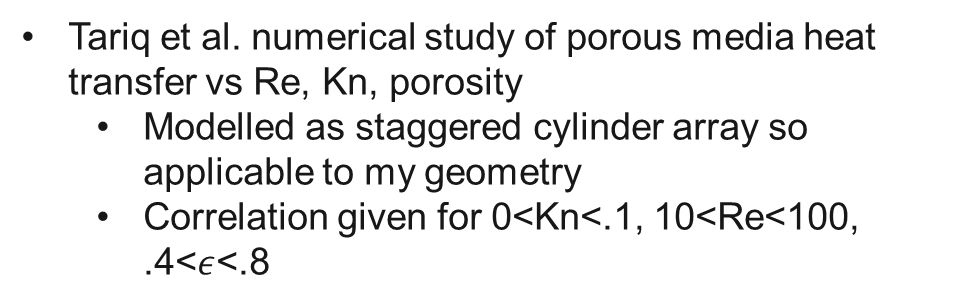 • Tariq et al. numerical study of porous media heat
transfer vs Re, Kn, porosity
• Modelled as staggered cylinder array so
applicable to my geometry
• Correlation given for 0<Kn<.1, 10<Re<100,
.4<ϵ<.8